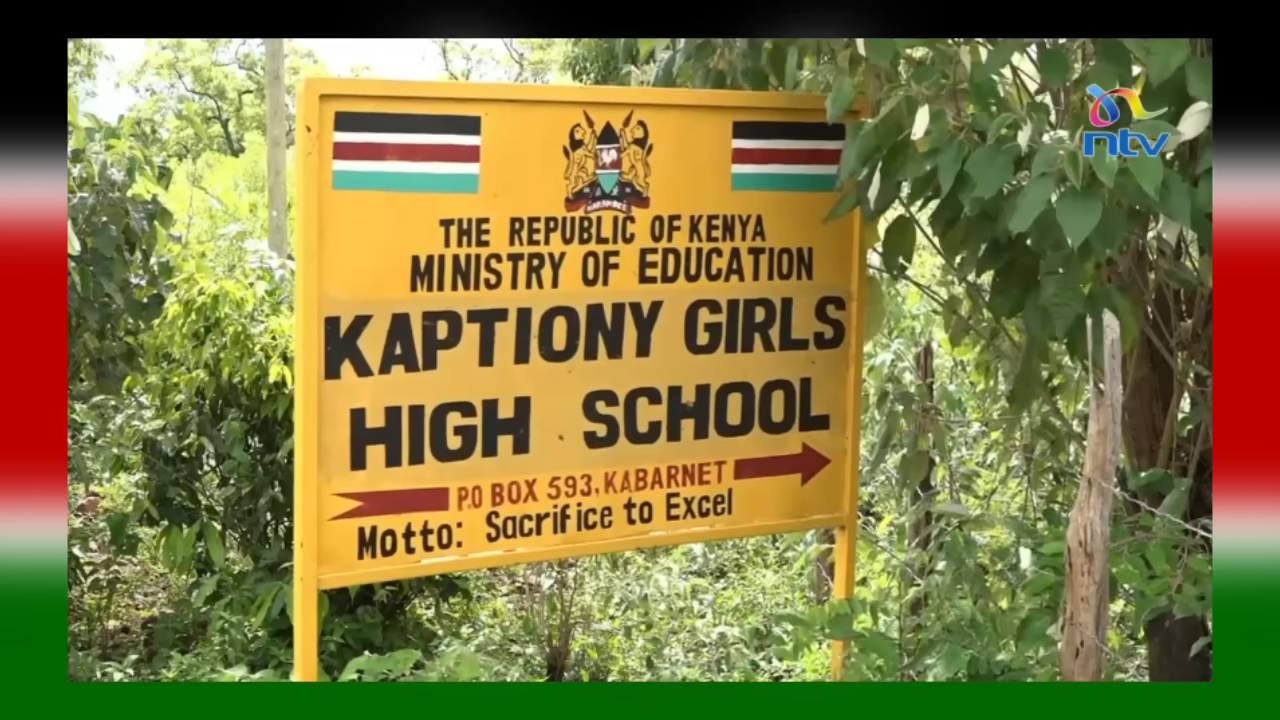 ntv
HARAMBEE
THE REPUBLIC OF KENYA
MINISTRY OF EDUCATION
KAPTIONY GIRLS
HIGH SCHOOL
P.O BOX 593, KABARNET
Motto: Sacrifice to Excel